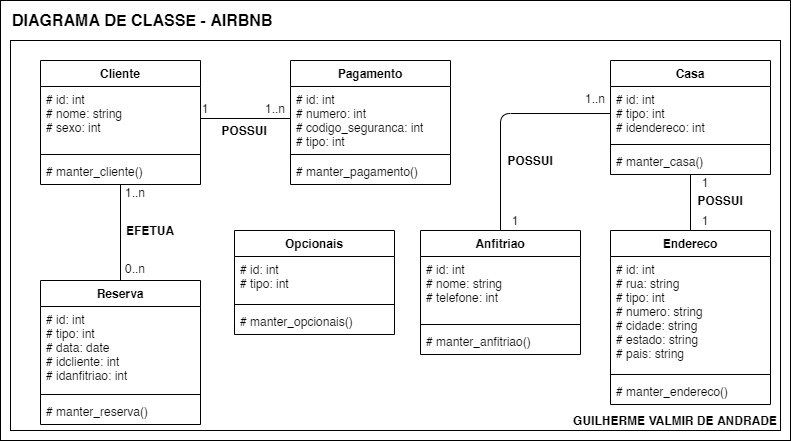 DIAGRAMA DE CLASSE - AIRBNB
Cliente
# id: int
# nome: string
# sexo: int
# manter_cliente()
1
1..n
POSSUI
Pagamento
# id: int
# numero: int
# codigo_seguranca: int
# tipo: int
# manter_pagamento()
Casa
# id: int
# tipo: int
# idendereco: int
# manter_casa()
1..n
POSSUI
1
1
POSSUI
1
1..n
EFETUA
0..n
Reserva
# id: int
# tipo: int
# data: date
# idcliente: int
# idanfitriao: int
# manter_reserva()
Opcionais
# id: int
# tipo: int
# manter_opcionais()
Anfitriao
# id: int
# nome: string
# telefone: int
# manter_anfitriao()
Endereco
# id: int
# rua: string
# tipo: int
# numero: string
# cidade: string
# estado: string
# pais: string
# manter_endereco()
GUILHERME VALMIR DE ANDRADE